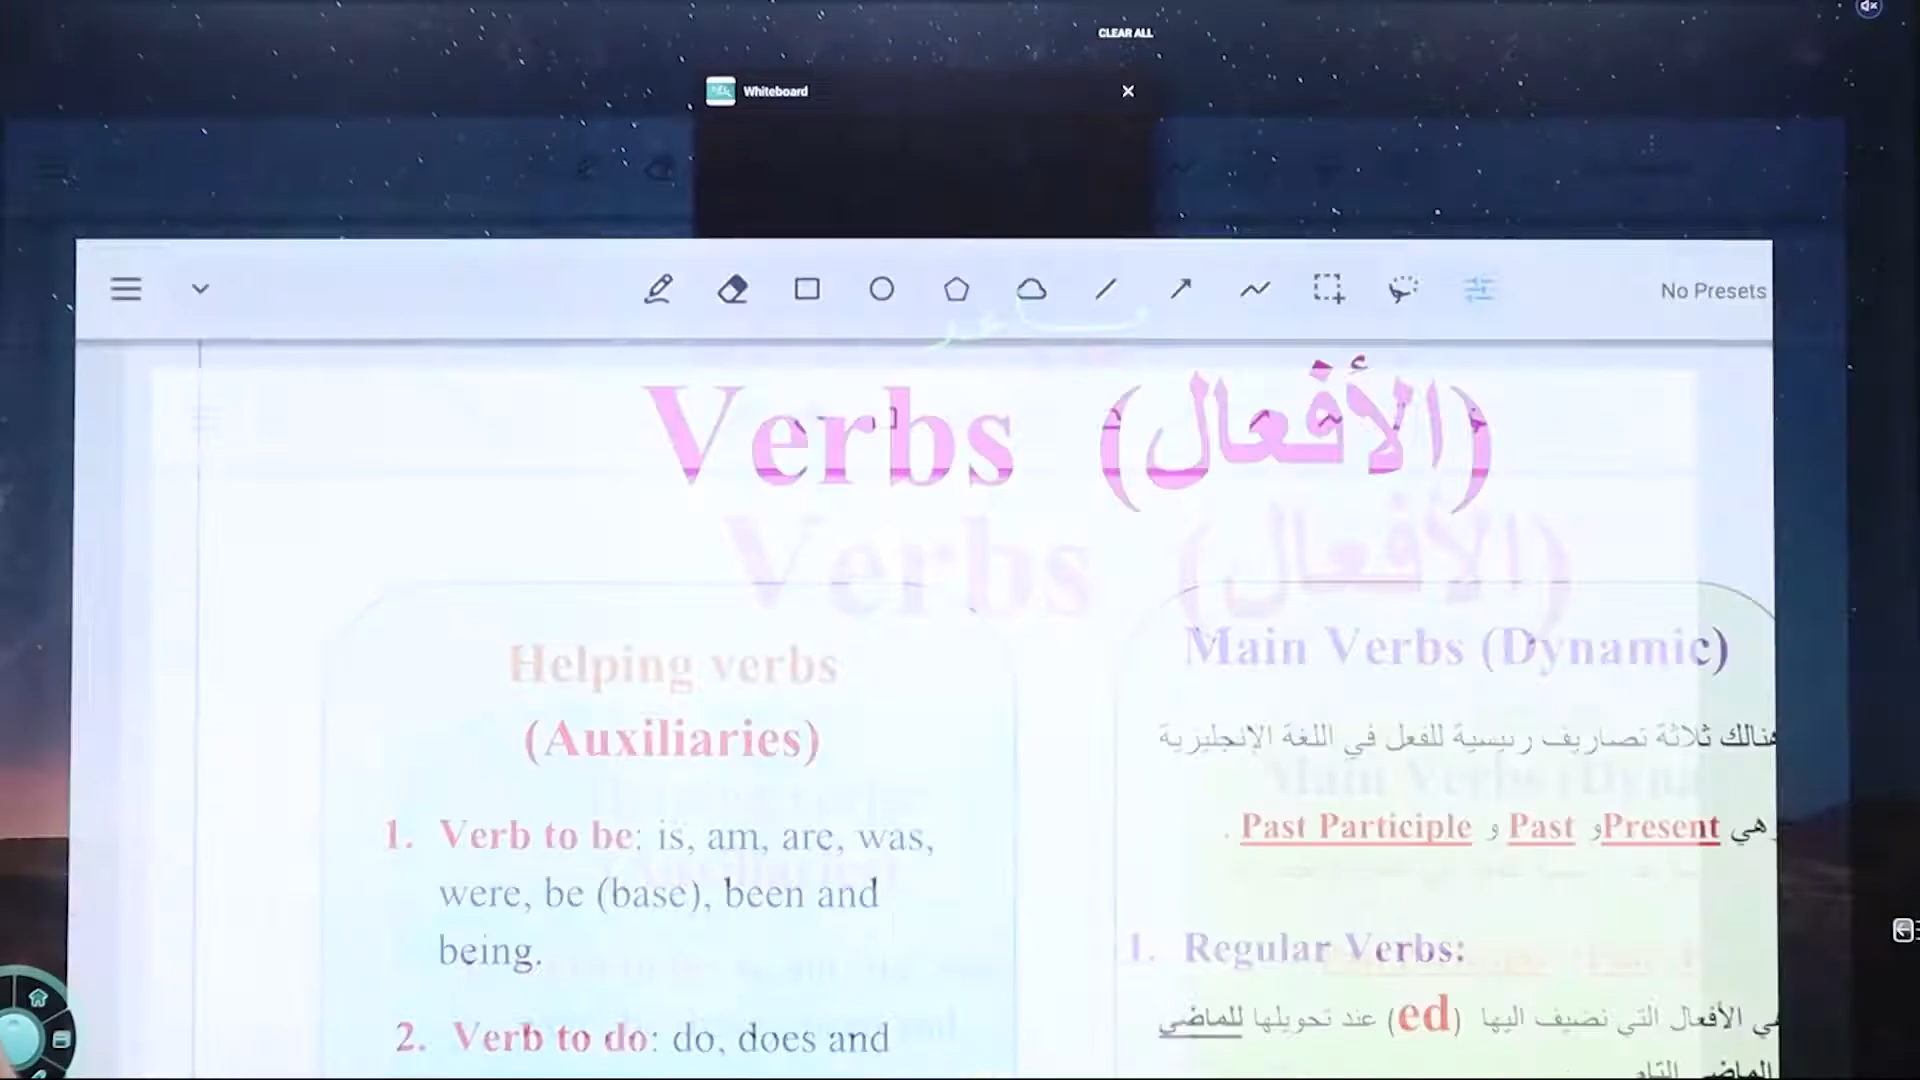 CLEAR ALL
Whiteboard
No Presets
Verbs (الأفعال)
Helping verbs
(Auxiliaries)
1. Verb to be: is, am, are, was,
were, be (base), been and
being.
2. Verb to do: do, does and
Main Verbs (Dynamic)
هنالك ثلاثة تصاريف رئيسية للفعل في اللغة الإنجليزية
وهي Present و Past و Past Participle .
1. Regular Verbs:
الأفعال التي نضيف اليها (ed) عند تحويلها للماضي